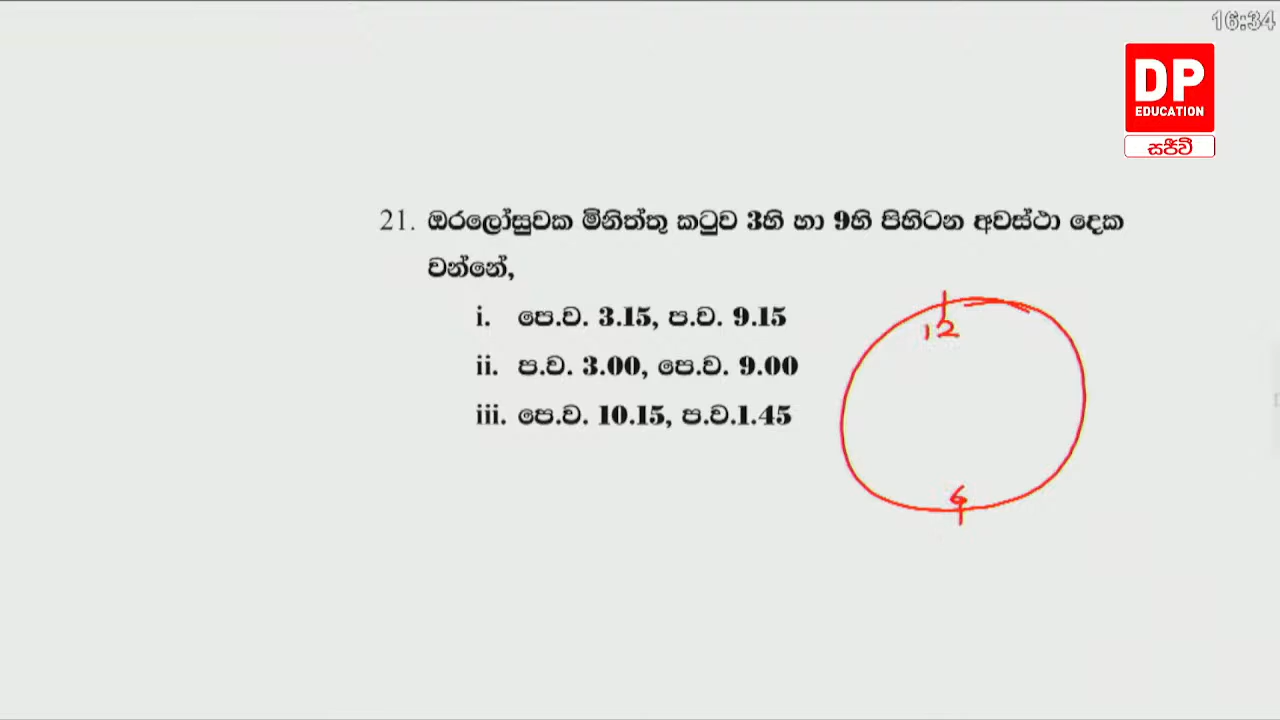 16:34
DP
EDUCATION
සජීවී
21. ඔරලෝසුවක මිනිත්තු කටුව 3හි හා 9හි පිහිටන අවස්ථා දෙක
වන්නේ,
i. පෙ.ව. 3.15, ප.ව. 9.15
ii. ප.ව. 3.00, පෙ.ව. 9.00
iii. පෙ.ව. 10.15, ප.ව.1.45
12
6